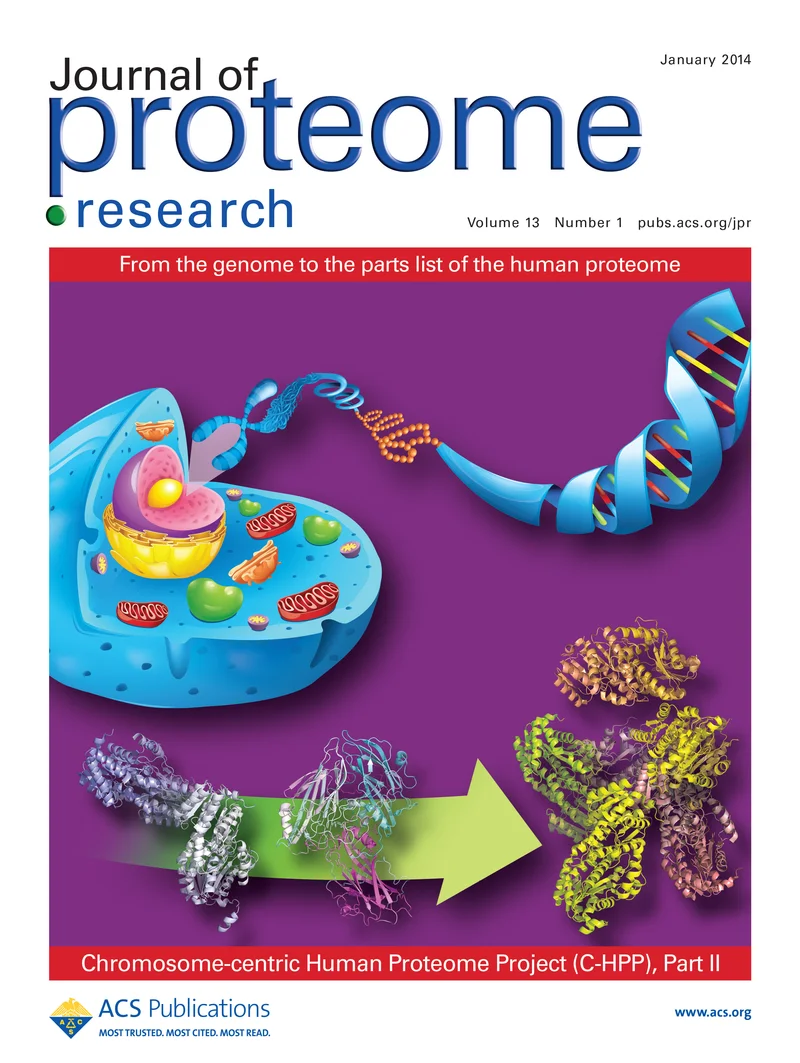 January 2014
Journal of
proteome
research
Volume 13 Number 1 pubs.acs.org/jpr
From the genome to the parts list of the human proteome
Chromosome-centric Human Proteome Project (C-HPP), Part II
A C S
ACS Publications
MOST TRUSTED. MOST CITED. MOST READ.
www.acs.org